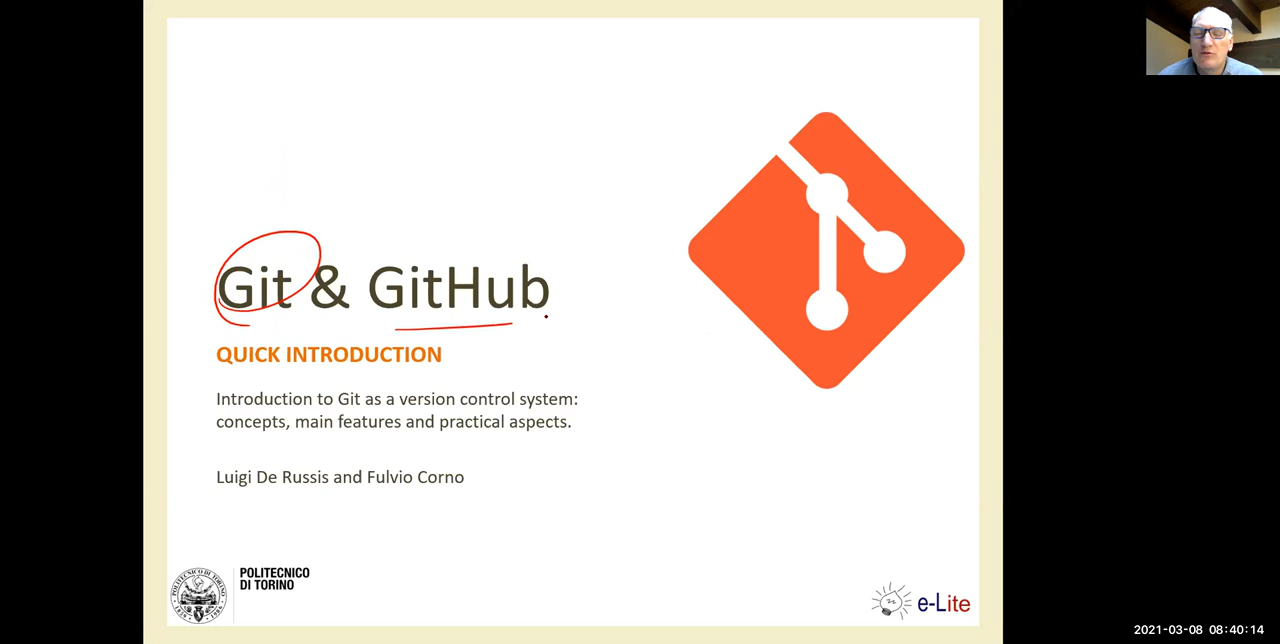 Git & GitHub
QUICK INTRODUCTION
Introduction to Git as a version control system:
concepts, main features and practical aspects.
Luigi De Russis and Fulvio Corno
POLITECNICO
DI TORINO
e-Lite
2021-03-08 08:40:14